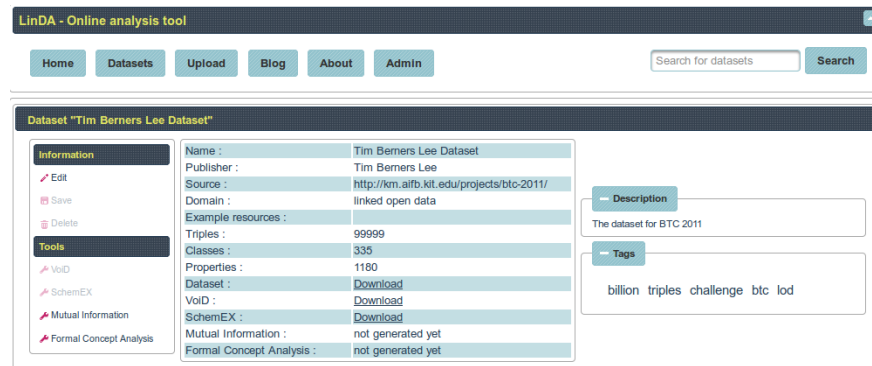 LinDA - Online analysis tool
Home Datasets Upload Blog About Admin Search for datasets Search
Dataset "TIm Berners Lee Dataset"
Information
Edit
Save
Delete
Tools
VoiD
SchemEX
Mutual Information
Formal Concept Analysis
Name : Tim Berners Lee Dataset
Publisher : Tim Berners Lee
Source : http://km.aifb.kit.edu/projects/btc-2011/
Domain : linked open data
Example resources :
Triples : 99999
Classes : 335
Properties : 1180
Dataset : Download
VoiD : Download
SchemEX : Download
Mutual Information : not generated yet
Formal Concept Analysis : not generated yet
Description
The dataset for BTC 2011
Tags
billion triples challenge btc lod